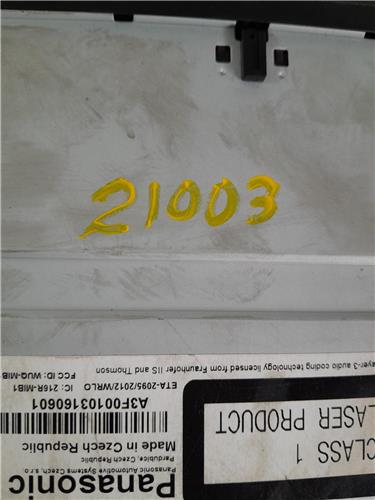 21003
CLASS 1
LASER PRODUCT
Panasonic
Panasonic Automotive Systems Czech, s.r.o.
Pardubice, Czech Republic
Made in Czech Republic
A3F00103160601
ETA-2095/2012/WRLO
IC: 216R-MIB1
FCC ID: WUQ-MIB1
ayer-3 audio coding technology licensed from Fraunhofer IIS and Thomson